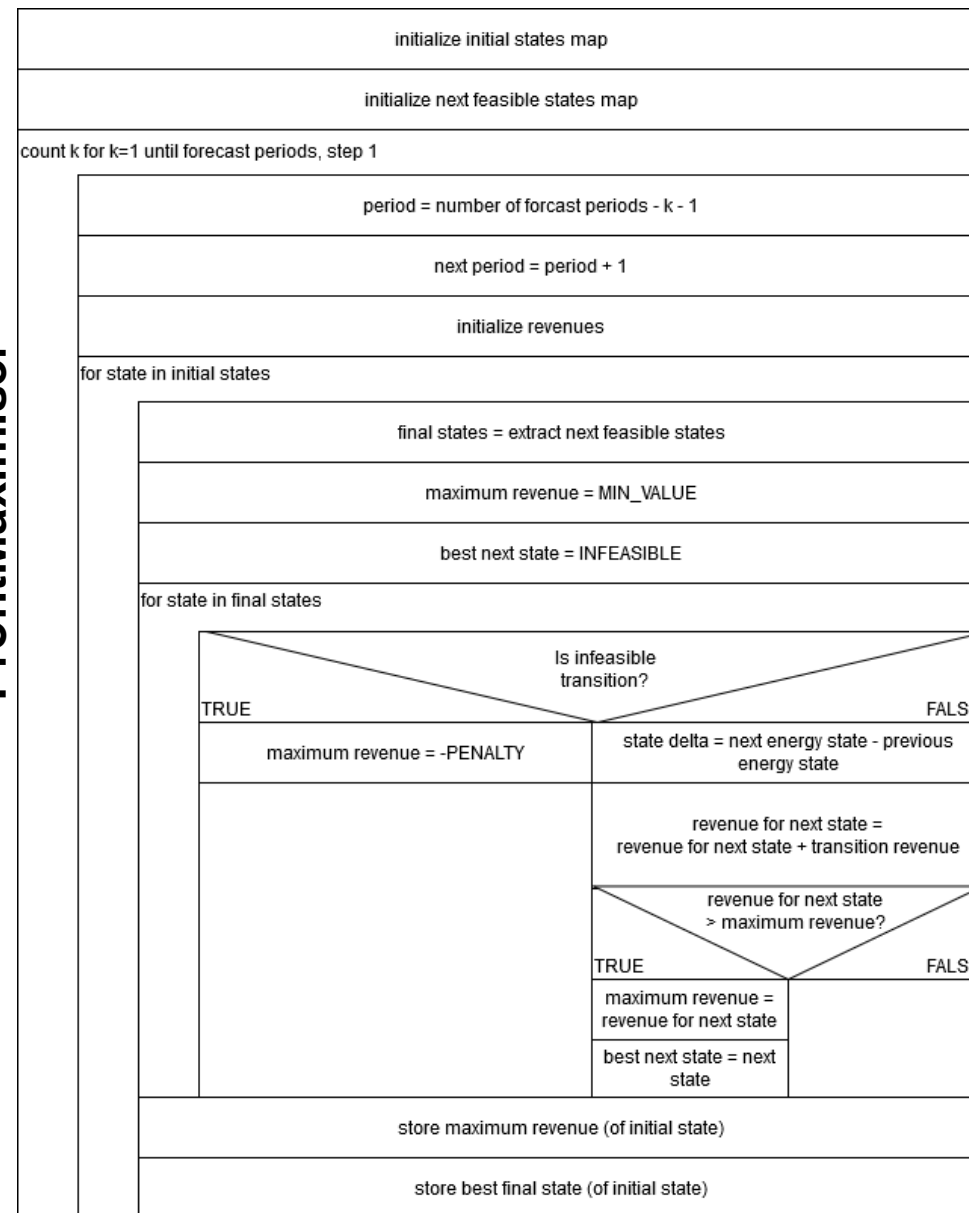 initialize initial states map
initialize next feasible states map
count k for k=1 until forecast periods, step 1
period = number of forcast periods - k - 1
next period = period + 1
initialize revenues
for state in initial states
final states = extract next feasible states
maximum revenue = MIN_VALUE
best next state = INFEASIBLE
for state in final states
Is infeasible
transition?
TRUE
FALS
maximum revenue = -PENALTY
state delta = next energy state - previous
energy state
revenue for next state =
revenue for next state + transition revenue
revenue for next state
> maximum revenue?
TRUE
FALS
maximum revenue =
revenue for next state
best next state = next
state
store maximum revenue (of initial state)
store best final state (of initial state)